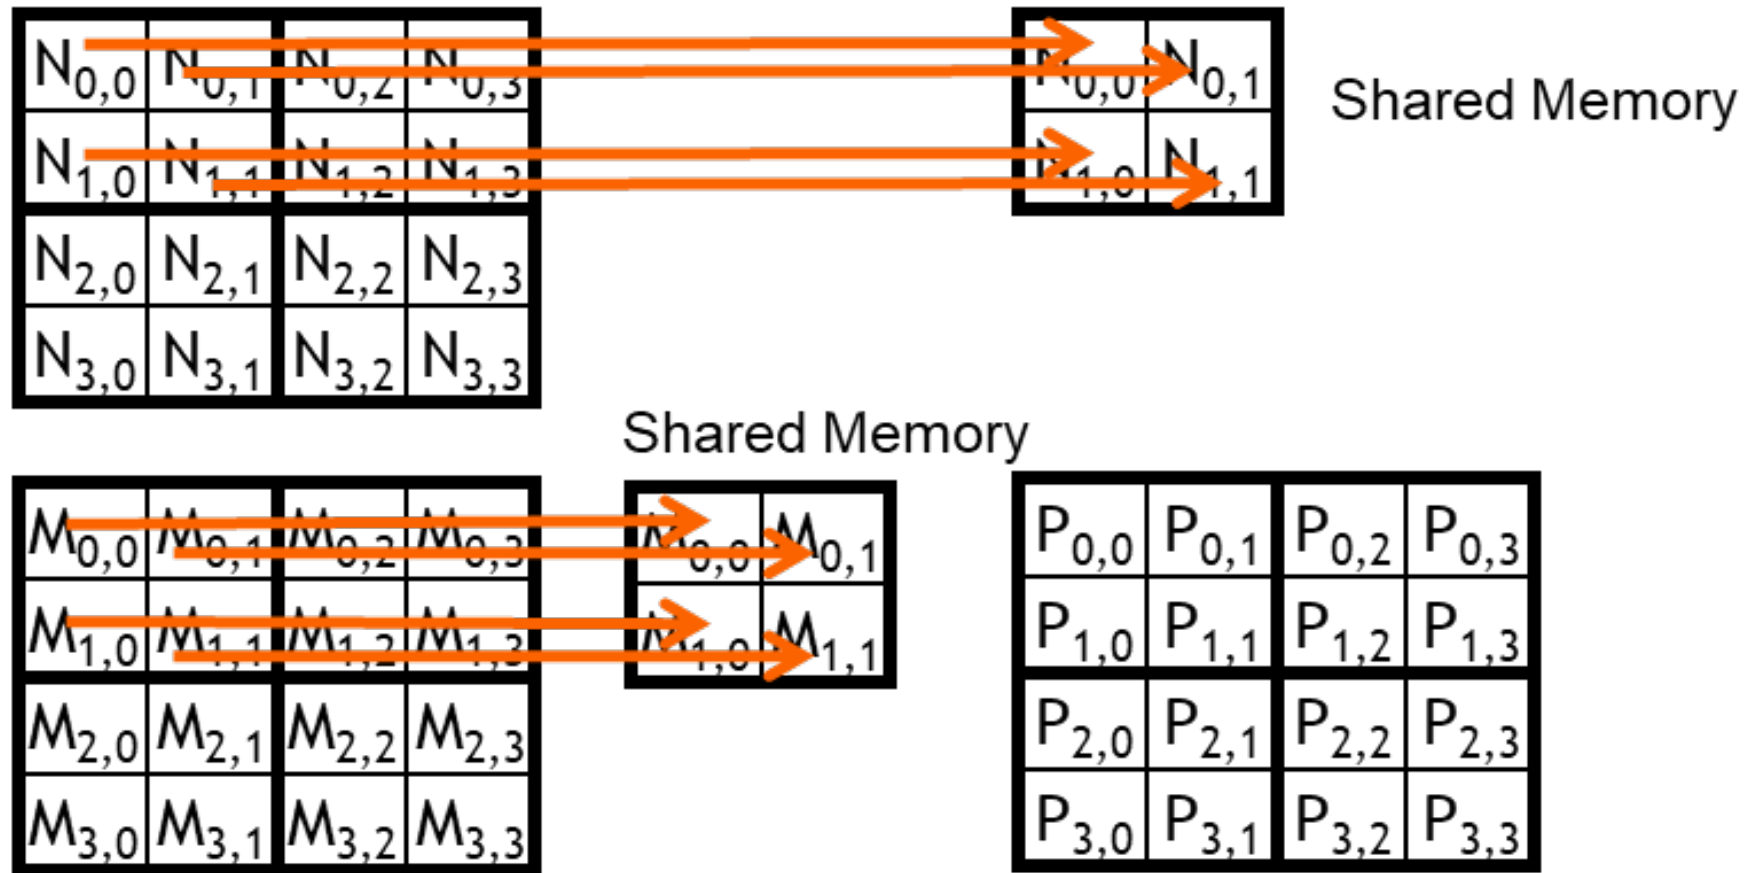 N0,0 N0,1 N0,2 N0,3 N0,0 N0,1
Shared Memory
N1,0 N1,1 N1,2 N1,3 N1,0 N1,1
N2,0 N2,1 N2,2 N2,3
N3,0 N3,1 N3,2 N3,3
Shared Memory
M0,0 M0,1 M0,2 M0,3 M0,0 M0,1 P0,0 P0,1 P0,2 P0,3
M1,0 M1,1 M1,2 M1,3 M1,0 M1,1 P1,0 P1,1 P1,2 P1,3
M2,0 M2,1 M2,2 M2,3 P2,0 P2,1 P2,2 P2,3
M3,0 M3,1 M3,2 M3,3 P3,0 P3,1 P3,2 P3,3